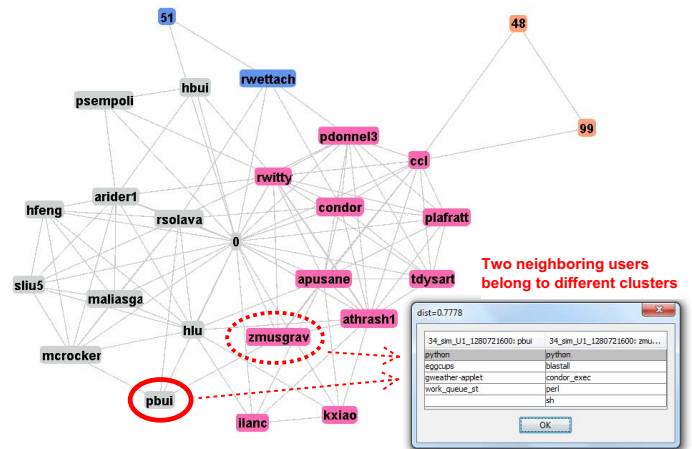 51
48
rwettach
hbui
psempoli
99
pdonnel3
ccl
rwitty
arider1
condor
hfeng
rsolava
plafratt
0
Two neighboring users
belong to different clusters
apusane
tdysart
sliu5
maliasga
dist=0.7778
athrash1
hlu
zmusgrav
34_sim_U1_1280721600: pbui 34_sim_U1_1280721600: zmu...
mcrocker
python python
eggcups blastall
gweather-applet condor_exec
work_queue_st perl
sh
pbui
kxiao
ilanc
OK